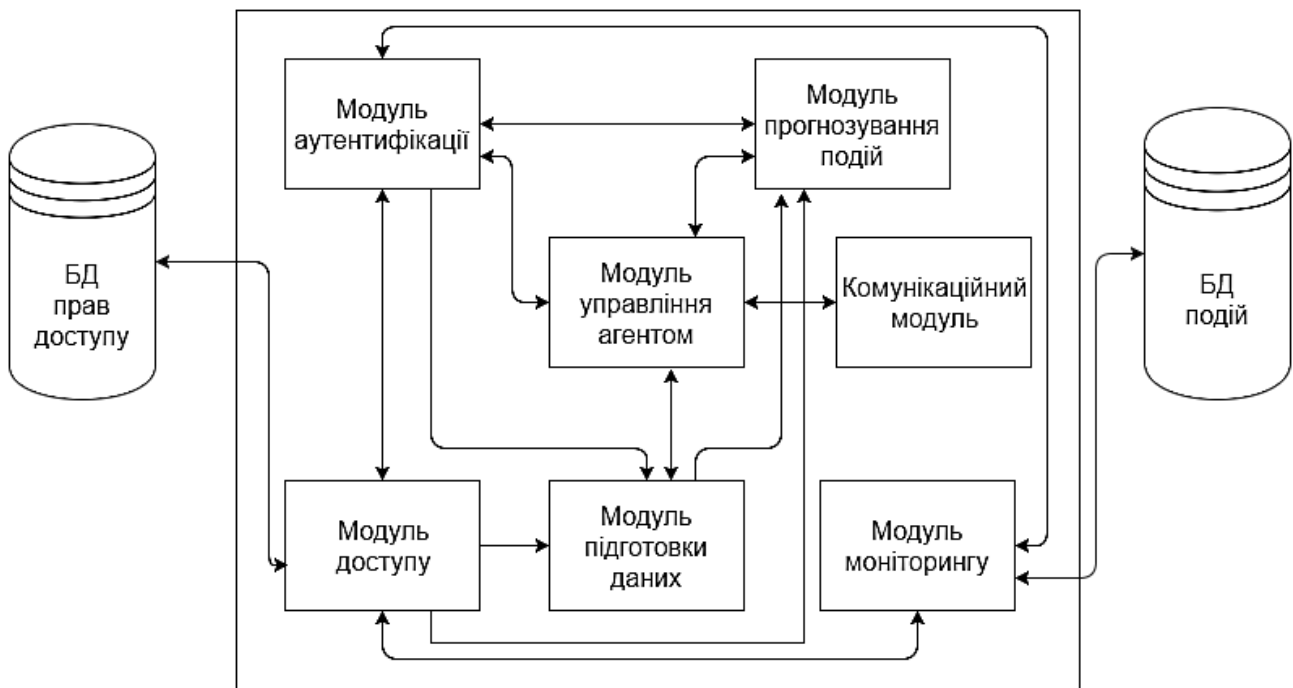 Модуль
аутентифікації
Модуль
прогнозування
подій
БД
прав
доступу
Модуль
управління
агентом
Комунікаційний
модуль
БД
подій
Модуль
доступу
Модуль
підготовки
даних
Модуль
моніторингу